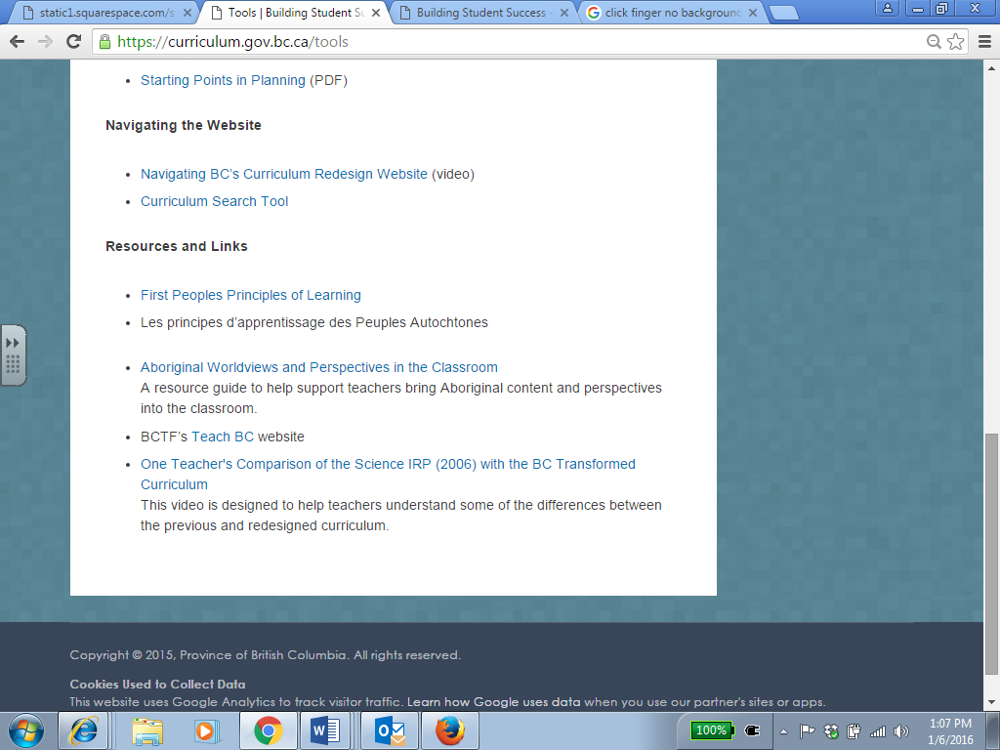 static1.squarespace.com/s
Tools | Building Student Su
Building Student Success -
click finger no background
https://curriculum.gov.bc.ca/tools
Starting Points in Planning (PDF)
Navigating the Website
Navigating BC's Curriculum Redesign Website (video)
Curriculum Search Tool
Resources and Links
First Peoples Principles of Learning
Les principes d'apprentissage des Peuples Autochtones
Aboriginal Worldviews and Perspectives in the Classroom
A resource guide to help support teachers bring Aboriginal content and perspectives
into the classroom.
BCTF's Teach BC website
One Teacher's Comparison of the Science IRP (2006) with the BC Transformed
Curriculum
This video is designed to help teachers understand some of the differences between
the previous and redesigned curriculum.
Copyright © 2015, Province of British Columbia. All rights reserved.
Cookies Used to Collect Data
This website uses Google Analytics to track visitor traffic. Learn how Google uses data when you use our partner's sites or apps.
100%
1:07 PM
1/6/2016